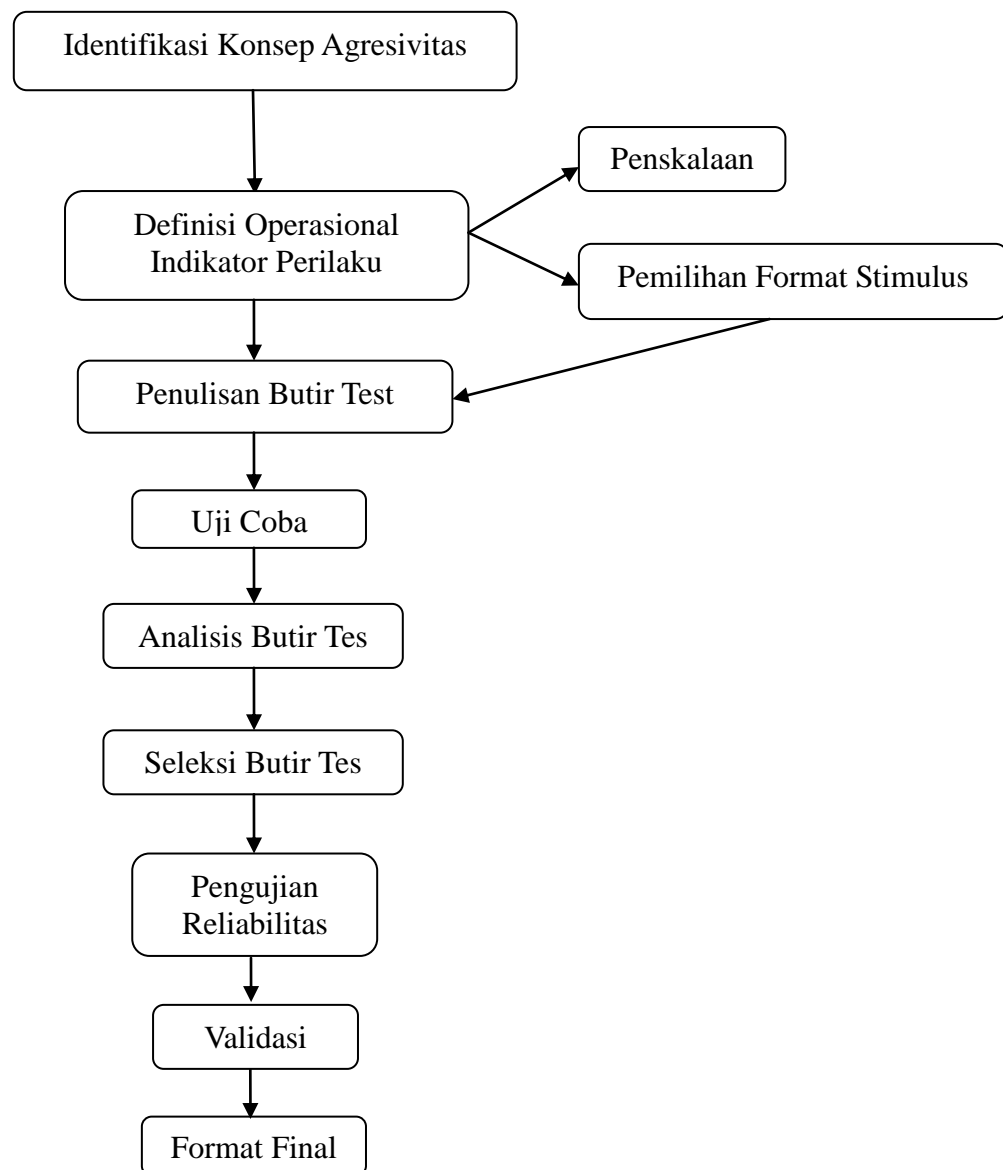 Identifikasi Konsep Agresivitas
Penskalaan
Definisi Operasional
Indikator Perilaku
Pemilihan Format Stimulus
Penulisan Butir Test
Uji Coba
Analisis Butir Tes
Seleksi Butir Tes
Pengujian
Reliabilitas
Validasi
Format Final